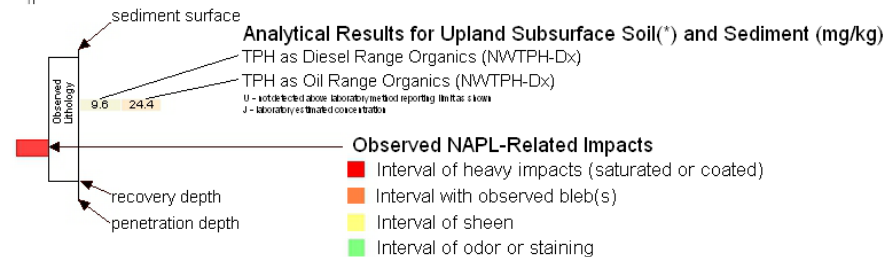 sediment surface
Analytical Results for Upland Subsurface Soil(*) and Sediment (mg/kg)
TPH as Diesel Range Organics (NWTPH-Dx)
TPH as Oil Range Organics (NWTPH-Dx)
Observed
Lithology
9.6 24.4
U - not detected above laboratory method reporting limit as shown
J - laboratory estimated concentration
Observed NAPL-Related Impacts
Interval of heavy impacts (saturated or coated)
Interval with observed bleb(s)
Interval of sheen
Interval of odor or staining
recovery depth
penetration depth